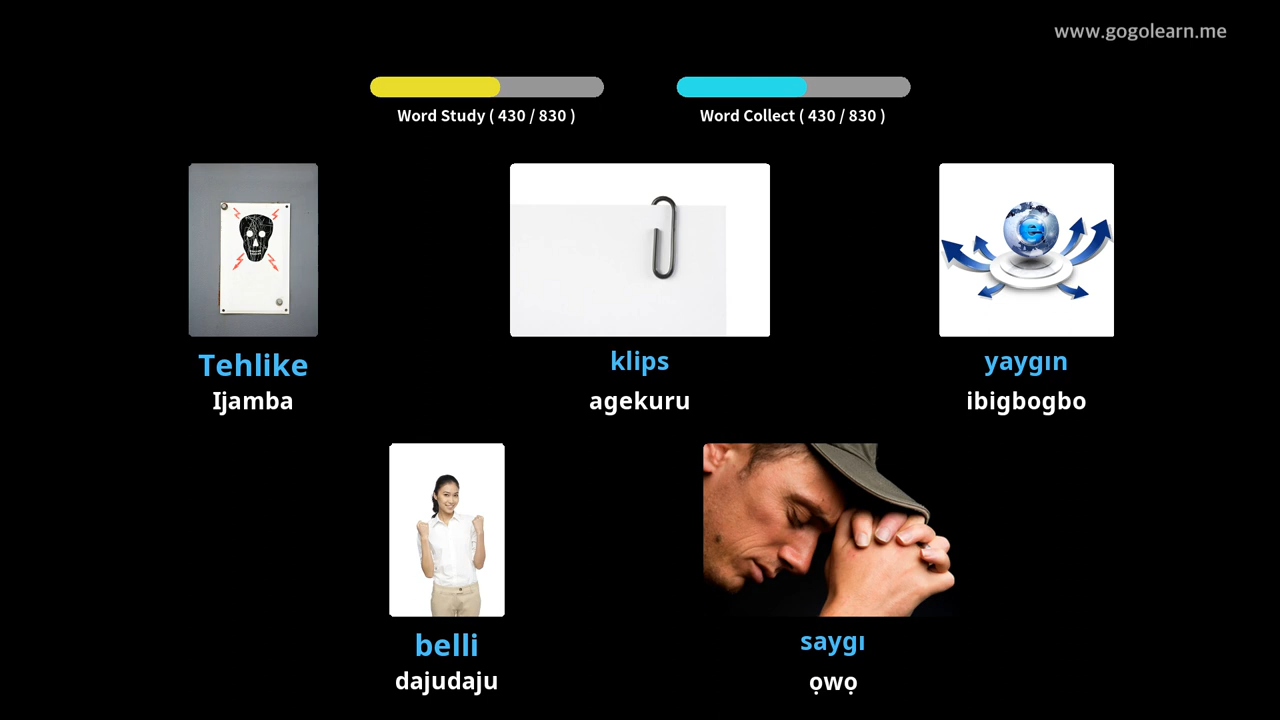 www.gogolearn.me
Word Study ( 430 / 830 )
Word Collect ( 430 / 830 )
Tehlike
Ijamba
klips
agekuru
yaygın
ibigbogbo
belli
dajudaju
saygı
ọwọ